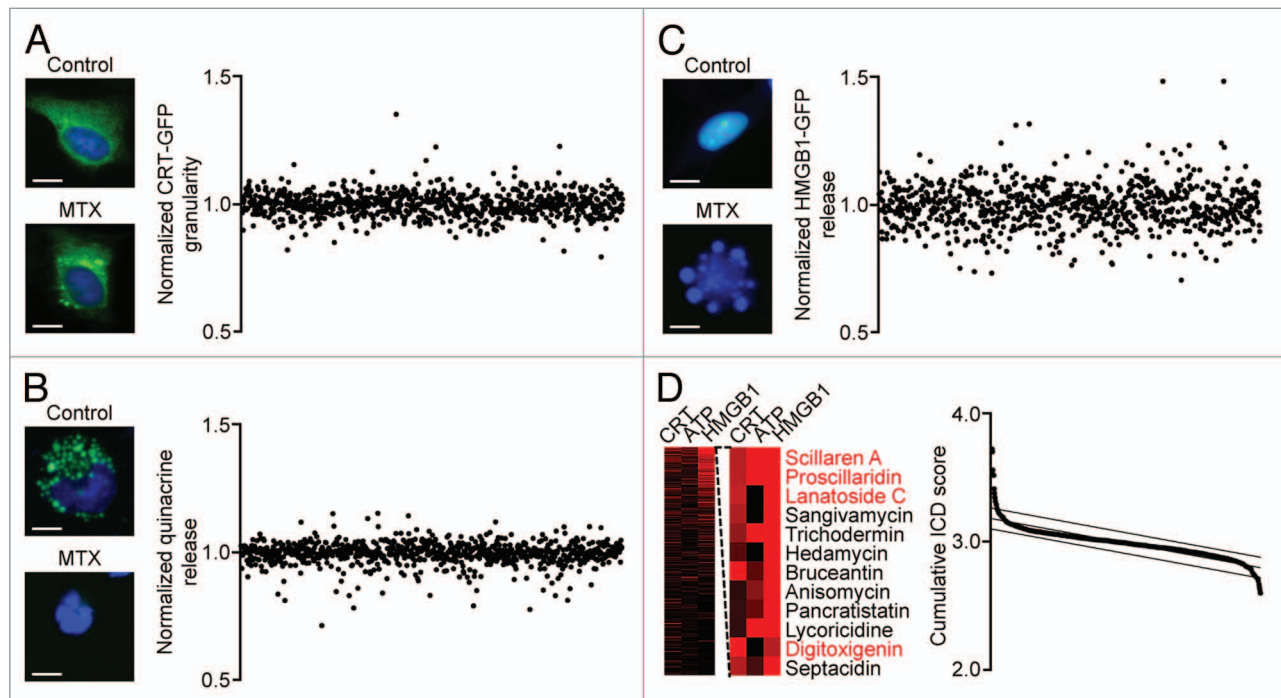 A
Control
MTX
Normalized CRT-GFP
granularity
1.5
1.0
0.5
B
Control
MTX
Normalized quinacrine
release
1.5
1.0
0.5
C
Control
MTX
Normalized HMGB1-GFP
release
1.5
1.0
0.5
D
CRT
ATP
HMGB1
CRT
ATP
HMGB1
Scillaren A
Proscillaridin
Lanatoside C
Sangivamycin
Trichodermin
Hedamycin
Bruceantin
Anisomycin
Pancratistatin
Lycoricidine
Digitoxigenin
Septacidin
Cumulative ICD score
4.0
3.0
2.0